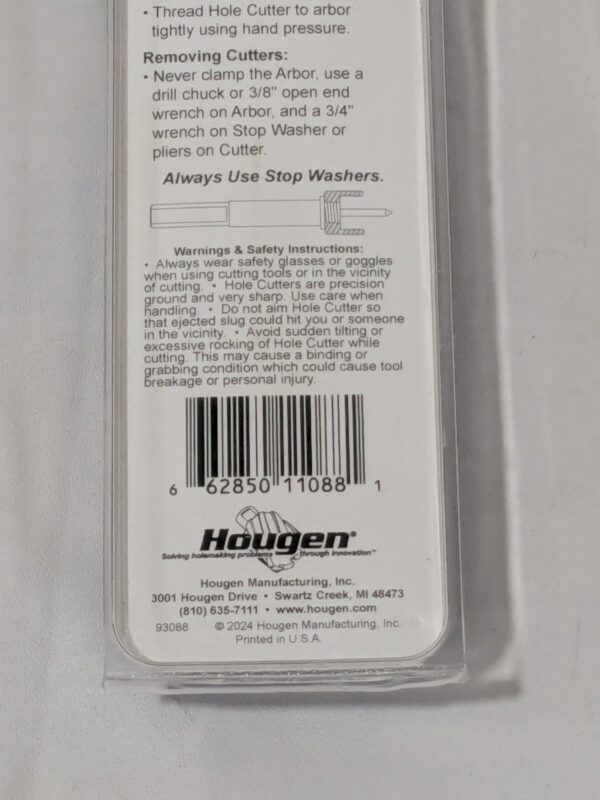 • Thread Hole Cutter to arbor
tightly using hand pressure.
Removing Cutters:
• Never clamp the Arbor, use a
drill chuck or 3/8" open end
wrench on Arbor, and a 3/4"
wrench on Stop Washer or
pliers on Cutter.
Always Use Stop Washers.
Warnings & Safety Instructions:
• Always wear safety glasses or goggles
when using cutting tools or in the vicinity
of cutting. • Hole Cutters are precision
ground and very sharp. Use care when
handling. • Do not aim Hole Cutter so
that ejected slug could hit you or someone
in the vicinity. • Avoid sudden tilting or
excessive rocking of Hole Cutter while
cutting. This may cause a binding or
grabbing condition which could cause tool
breakage or personal injury.
6 62850 11088 1
Hougen®
Solving holemaking problems through innovation™
Hougen Manufacturing, Inc.
3001 Hougen Drive • Swartz Creek, MI 48473
(810) 635-7111 • www.hougen.com
93088 © 2024 Hougen Manufacturing, Inc.
Printed in U.S.A.